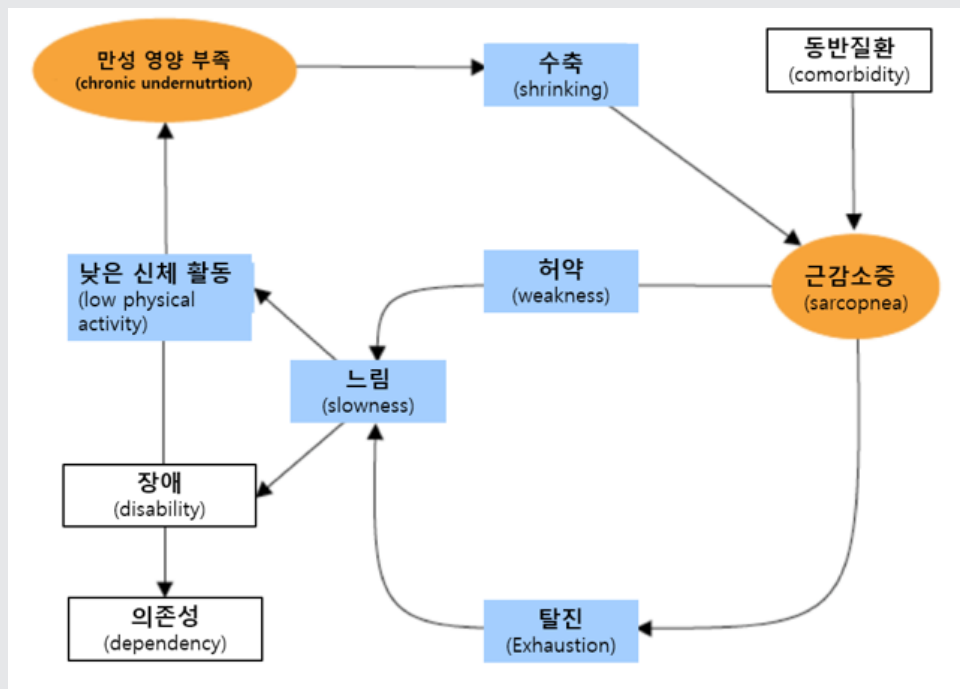 만성 영양 부족
(chronic undernutrtion)
수축
(shrinking)
동반질환
(comorbidity)
낮은 신체 활동
(low physical
activity)
허약
(weakness)
근감소증
(sarcopnea)
느림
(slowness)
장애
(disability)
의존성
(dependency)
탈진
(Exhaustion)